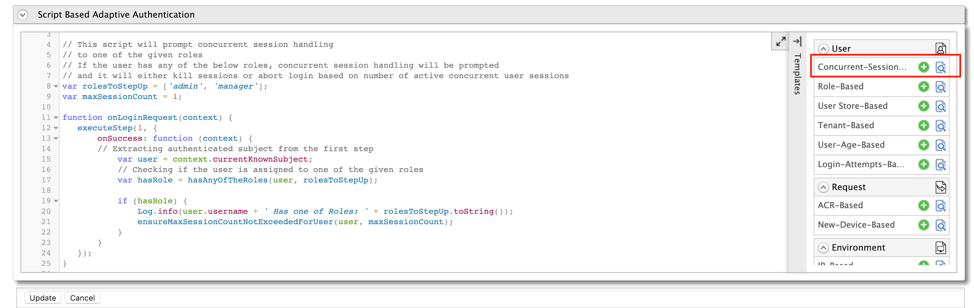 Script Based Adaptive Authentication
3
4 // This script will prompt concurrent session handling
5 // to one of the given roles
6 // If the user has any of the below roles, concurrent session handling will be prompted
7 // and it will either kill sessions or abort login based on number of active concurrent user sessions
8 var rolesToStepUp = ['admin', 'manager'];
9 var maxSessionCount = 1;
10
11 function onLoginRequest(context) {
12 executeStep(1, {
13 onSuccess: function (context) {
14 // Extracting authenticated subject from the first step
15 var user = context.currentKnownSubject;
16 // Checking if the user is assigned to one of the given roles
17 var hasRole = hasAnyOfTheRoles(user, rolesToStepUp);
18
19 if (hasRole) {
20 Log.info(user.username + ' Has one of Roles: ' + rolesToStepUp.toString());
21 ensureMaxSessionCountNotExceededForUser(user, maxSessionCount);
22 }
23 }
24 });
25 }
Templates
User
Concurrent-Session...
Role-Based
User Store-Based
Tenant-Based
User-Age-Based
Login-Attempts-Ba...
Request
ACR-Based
New-Device-Based
Environment
IP-Based
Update
Cancel